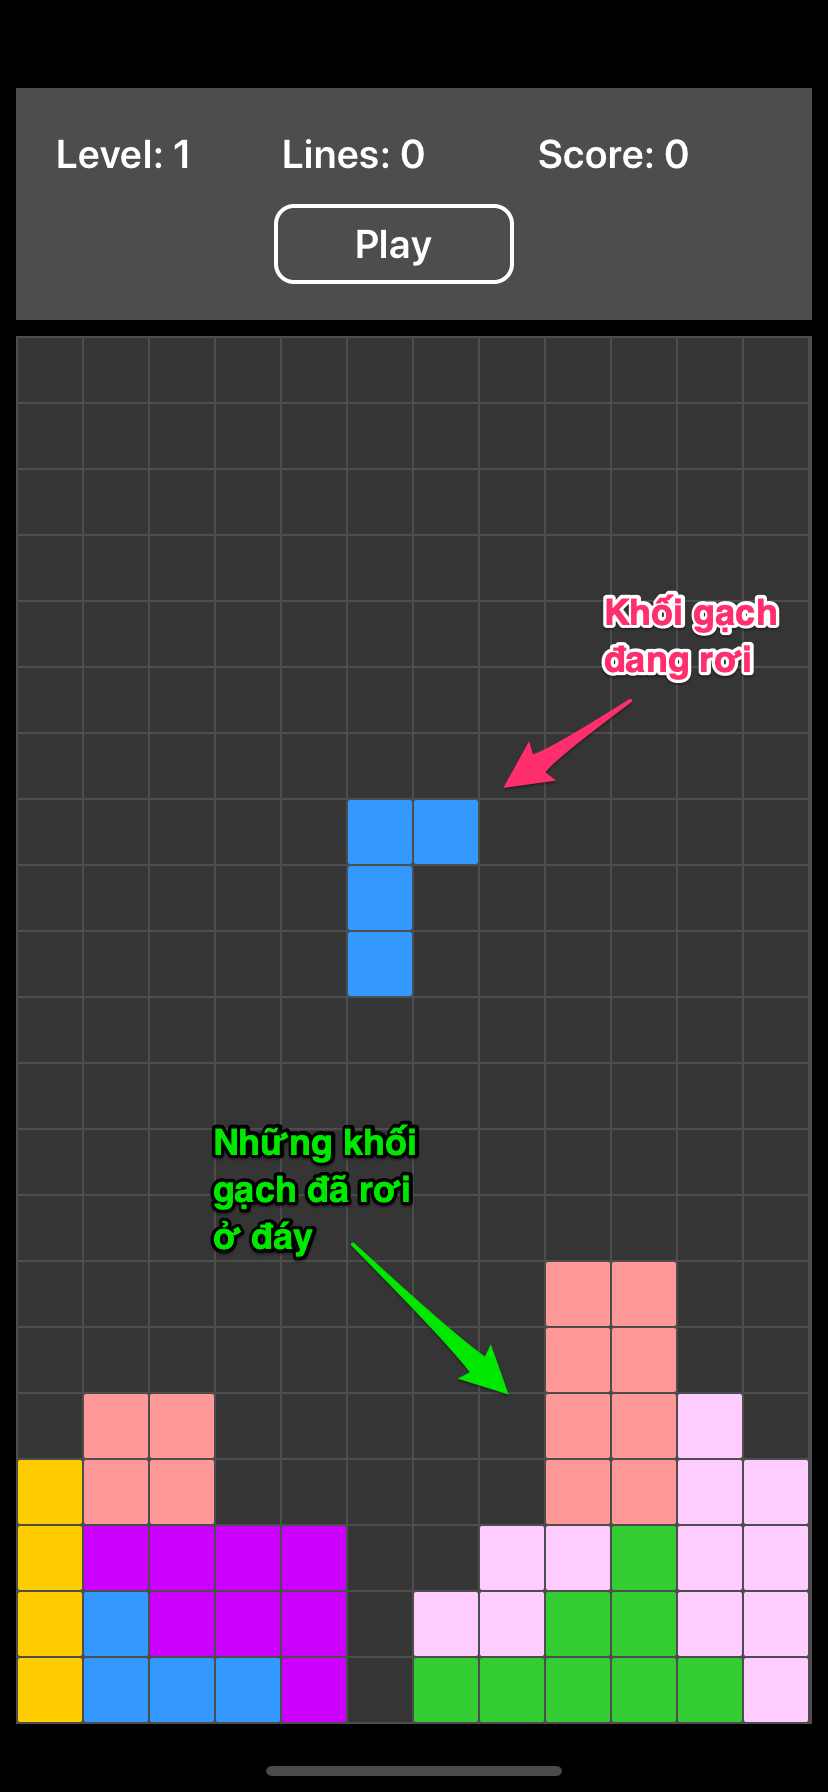 Level: 1 Lines: 0 Score: 0
Play
Khối gạch
đang rơi
Những khối
gạch đã rơi
ở đáy